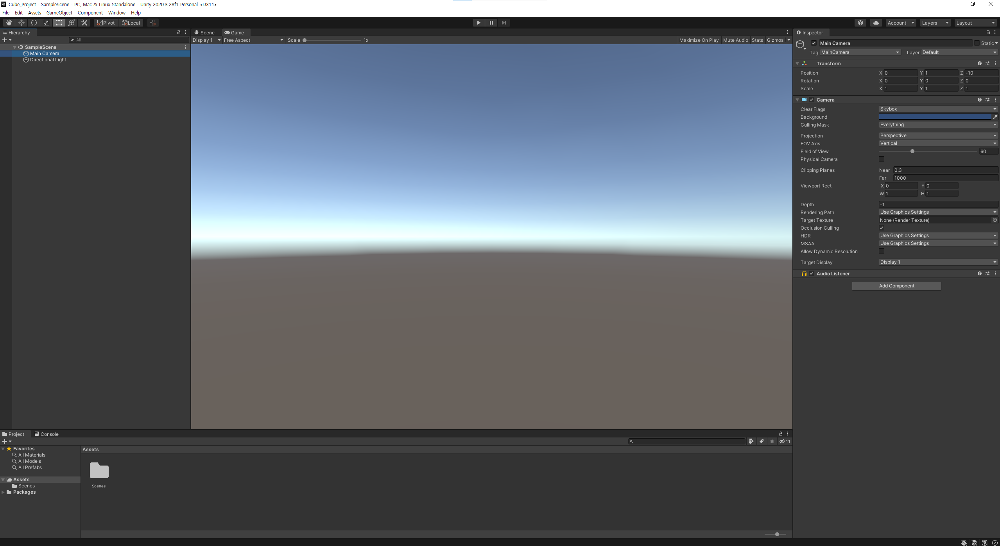 Cube_Project - SampleScene - PC, Mac & Linux Standalone - Unity 2020.3.28f1 Personal <DX11>
File Edit Assets GameObject Component Window Help
Pivot Local Account Layers Layout
Hierarchy
All
SampleScene
Main Camera
Directional Light
Scene Game
Display 1 Free Aspect Scale 1x Maximize On Play Mute Audio Stats Gizmos
Inspector
Main Camera Static
Tag MainCamera Layer Default
Transform
Position X 0 Y 1 Z -10
Rotation X 0 Y 0 Z 0
Scale X 1 Y 1 Z 1
Camera
Clear Flags Skybox
Background
Culling Mask Everything
Projection Perspective
FOV Axis Vertical
Field of View 60
Physical Camera
Clipping Planes Near 0.3
Far 1000
Viewport Rect X 0 Y 0
W 1 H 1
Depth -1
Rendering Path Use Graphics Settings
Target Texture None (Render Texture)
Occlusion Culling
HDR Use Graphics Settings
MSAA Use Graphics Settings
Allow Dynamic Resolution
Target Display Display 1
Audio Listener
Add Component
Project Console
11
Favorites
All Materials
All Models
All Prefabs
Assets
Scenes
Packages
Assets
Scenes